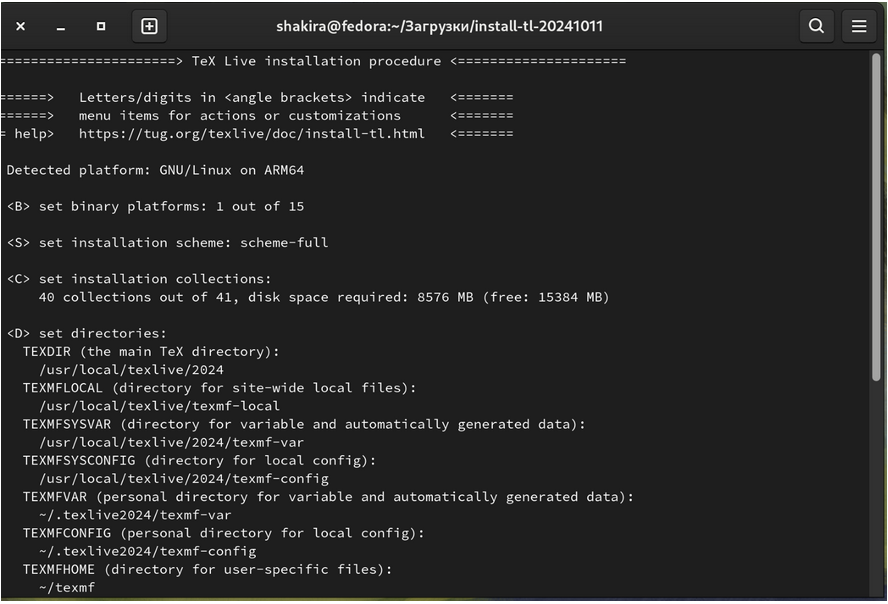 shakira@fedora:~/Загрузки/install-tl-20241011
======================> TeX Live installation procedure <=====================
======>   Letters/digits in <angle brackets> indicate   <=======
======>   menu items for actions or customizations      <=======
= help>   https://tug.org/texlive/doc/install-tl.html   <=======
Detected platform: GNU/Linux on ARM64
<B> set binary platforms: 1 out of 15
<S> set installation scheme: scheme-full
<C> set installation collections:
40 collections out of 41, disk space required: 8576 MB (free: 15384 MB)
<D> set directories:
TEXDIR (the main TeX directory):
/usr/local/texlive/2024
TEXMFLOCAL (directory for site-wide local files):
/usr/local/texlive/texmf-local
TEXMFSYSVAR (directory for variable and automatically generated data):
/usr/local/texlive/2024/texmf-var
TEXMFSYSCONFIG (directory for local config):
/usr/local/texlive/2024/texmf-config
TEXMFVAR (personal directory for variable and automatically generated data):
~/.texlive2024/texmf-var
TEXMFCONFIG (personal directory for local config):
~/.texlive2024/texmf-config
TEXMFHOME (directory for user-specific files):
~/texmf